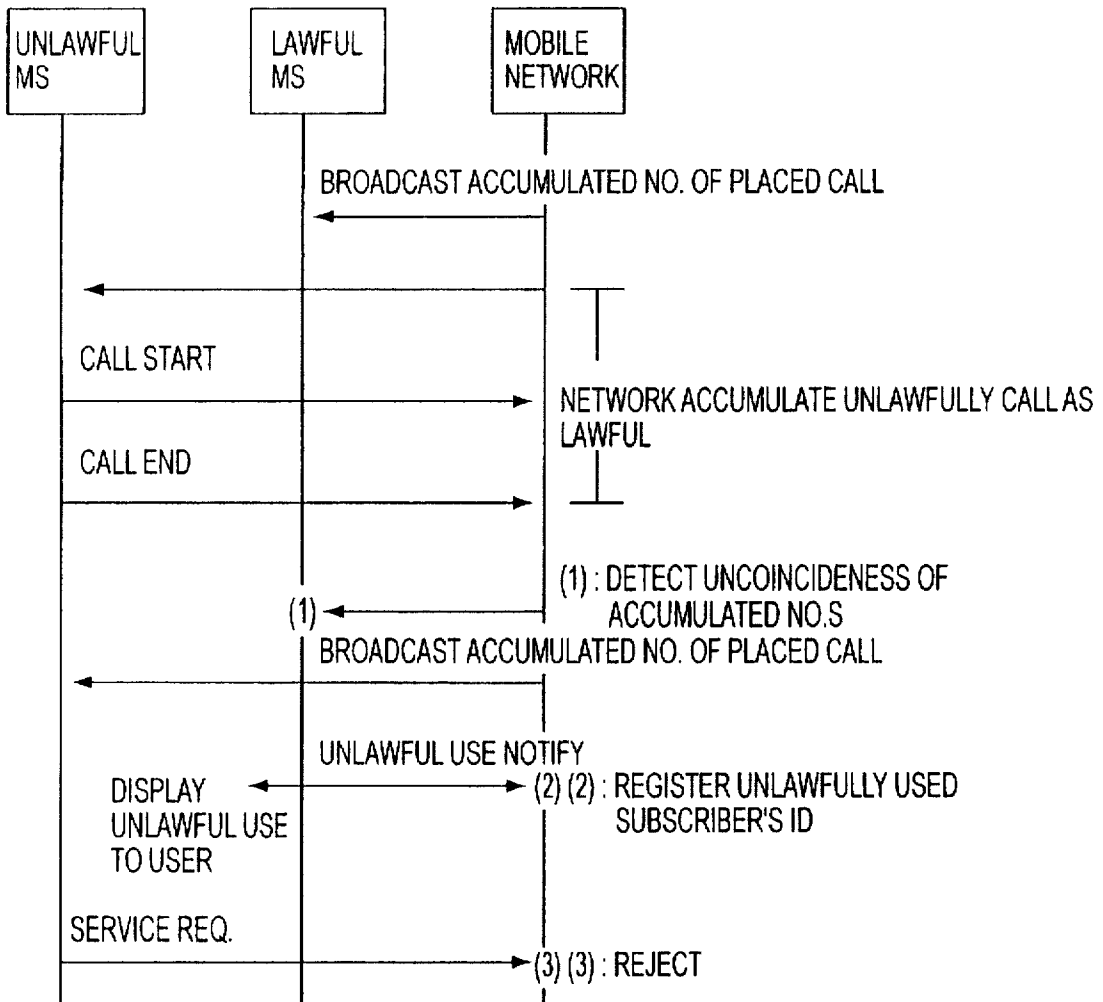 UNLAWFUL
MS
LAWFUL
MS
MOBILE
NETWORK
BROADCAST ACCUMULATED NO. OF PLACED CALL
CALL START
NETWORK ACCUMULATE UNLAWFULLY CALL AS
LAWFUL
CALL END
(1) : DETECT UNCOINCIDENESS OF
ACCUMULATED NO.S
(1)
BROADCAST ACCUMULATED NO. OF PLACED CALL
UNLAWFUL USE NOTIFY
DISPLAY
UNLAWFUL USE
TO USER
(2) (2) : REGISTER UNLAWFULLY USED
SUBSCRIBER'S ID
SERVICE REQ.
(3) (3) : REJECT